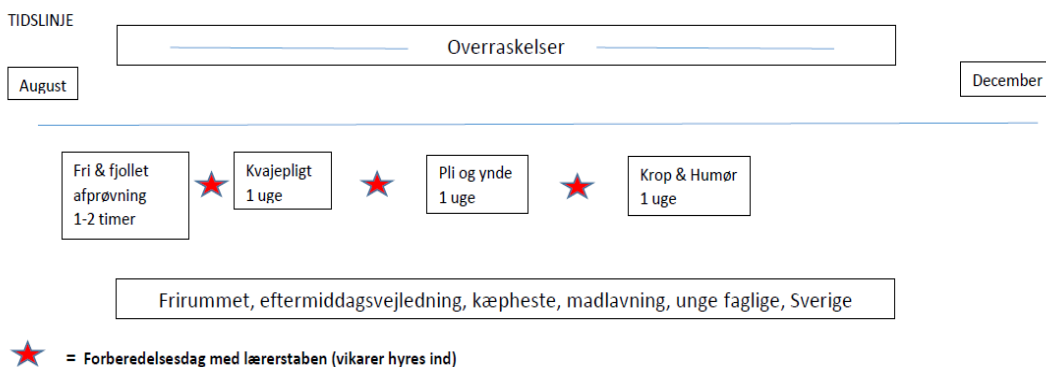 TIDSLINJE
Overraskelser
August
December
Fri & fjollet
afprøvning
1-2 timer
Kvajepligt
1 uge
Pli og ynde
1 uge
Krop & Humør
1 uge
Frirummet, eftermiddagsvejledning, kæpheste, madlavning, unge faglige, Sverige
= Forberedelsesdag med lærerstaben (vikarer hyres ind)